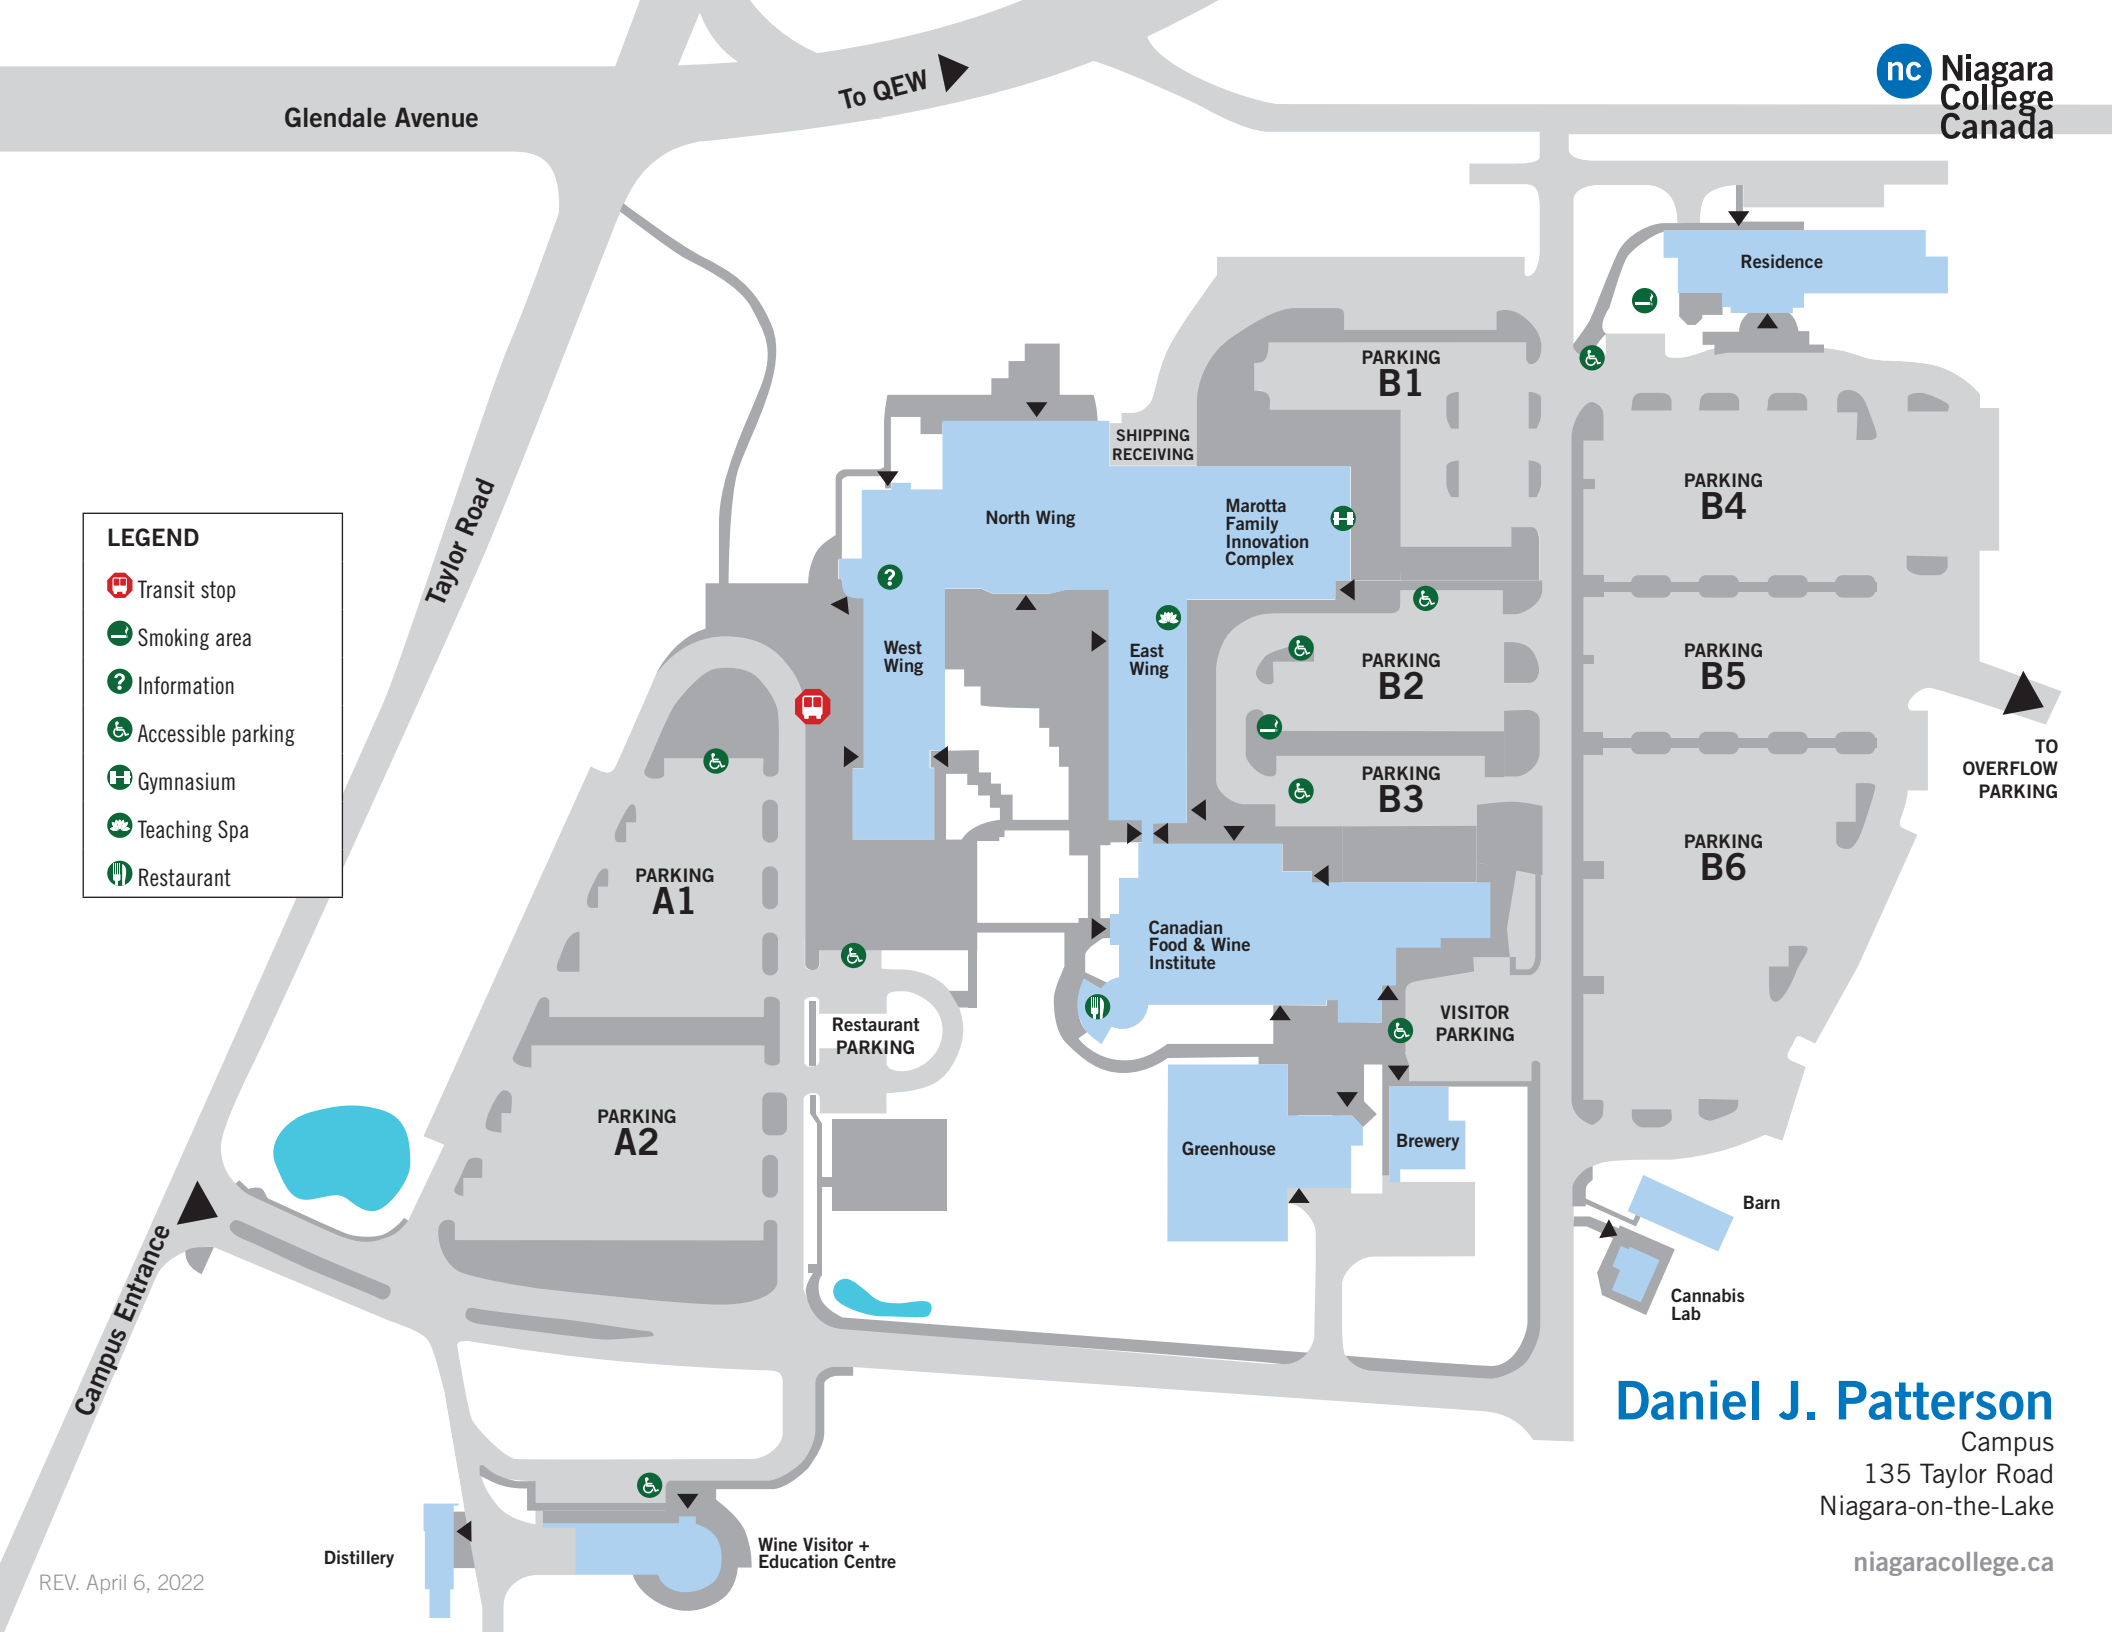 Glendale Avenue
To QEW
nc
Niagara
College
Canada
Residence
Taylor Road
PARKING
B1
SHIPPING
RECEIVING
PARKING
B4
North Wing
Marotta
Family
Innovation
Complex
H
?
LEGEND
Transit stop
Smoking area
? Information
Accessible parking
H Gymnasium
Teaching Spa
Restaurant
West
Wing
East
Wing
PARKING
B2
PARKING
B5
TO
OVERFLOW
PARKING
PARKING
B3
PARKING
B6
PARKING
A1
Canadian
Food & Wine
Institute
Restaurant
PARKING
VISITOR
PARKING
PARKING
A2
Greenhouse
Brewery
Barn
Cannabis
Lab
Campus Entrance
Daniel J. Patterson
Campus
135 Taylor Road
Niagara-on-the-Lake
niagaracollege.ca
Distillery
Wine Visitor +
Education Centre
REV. April 6, 2022